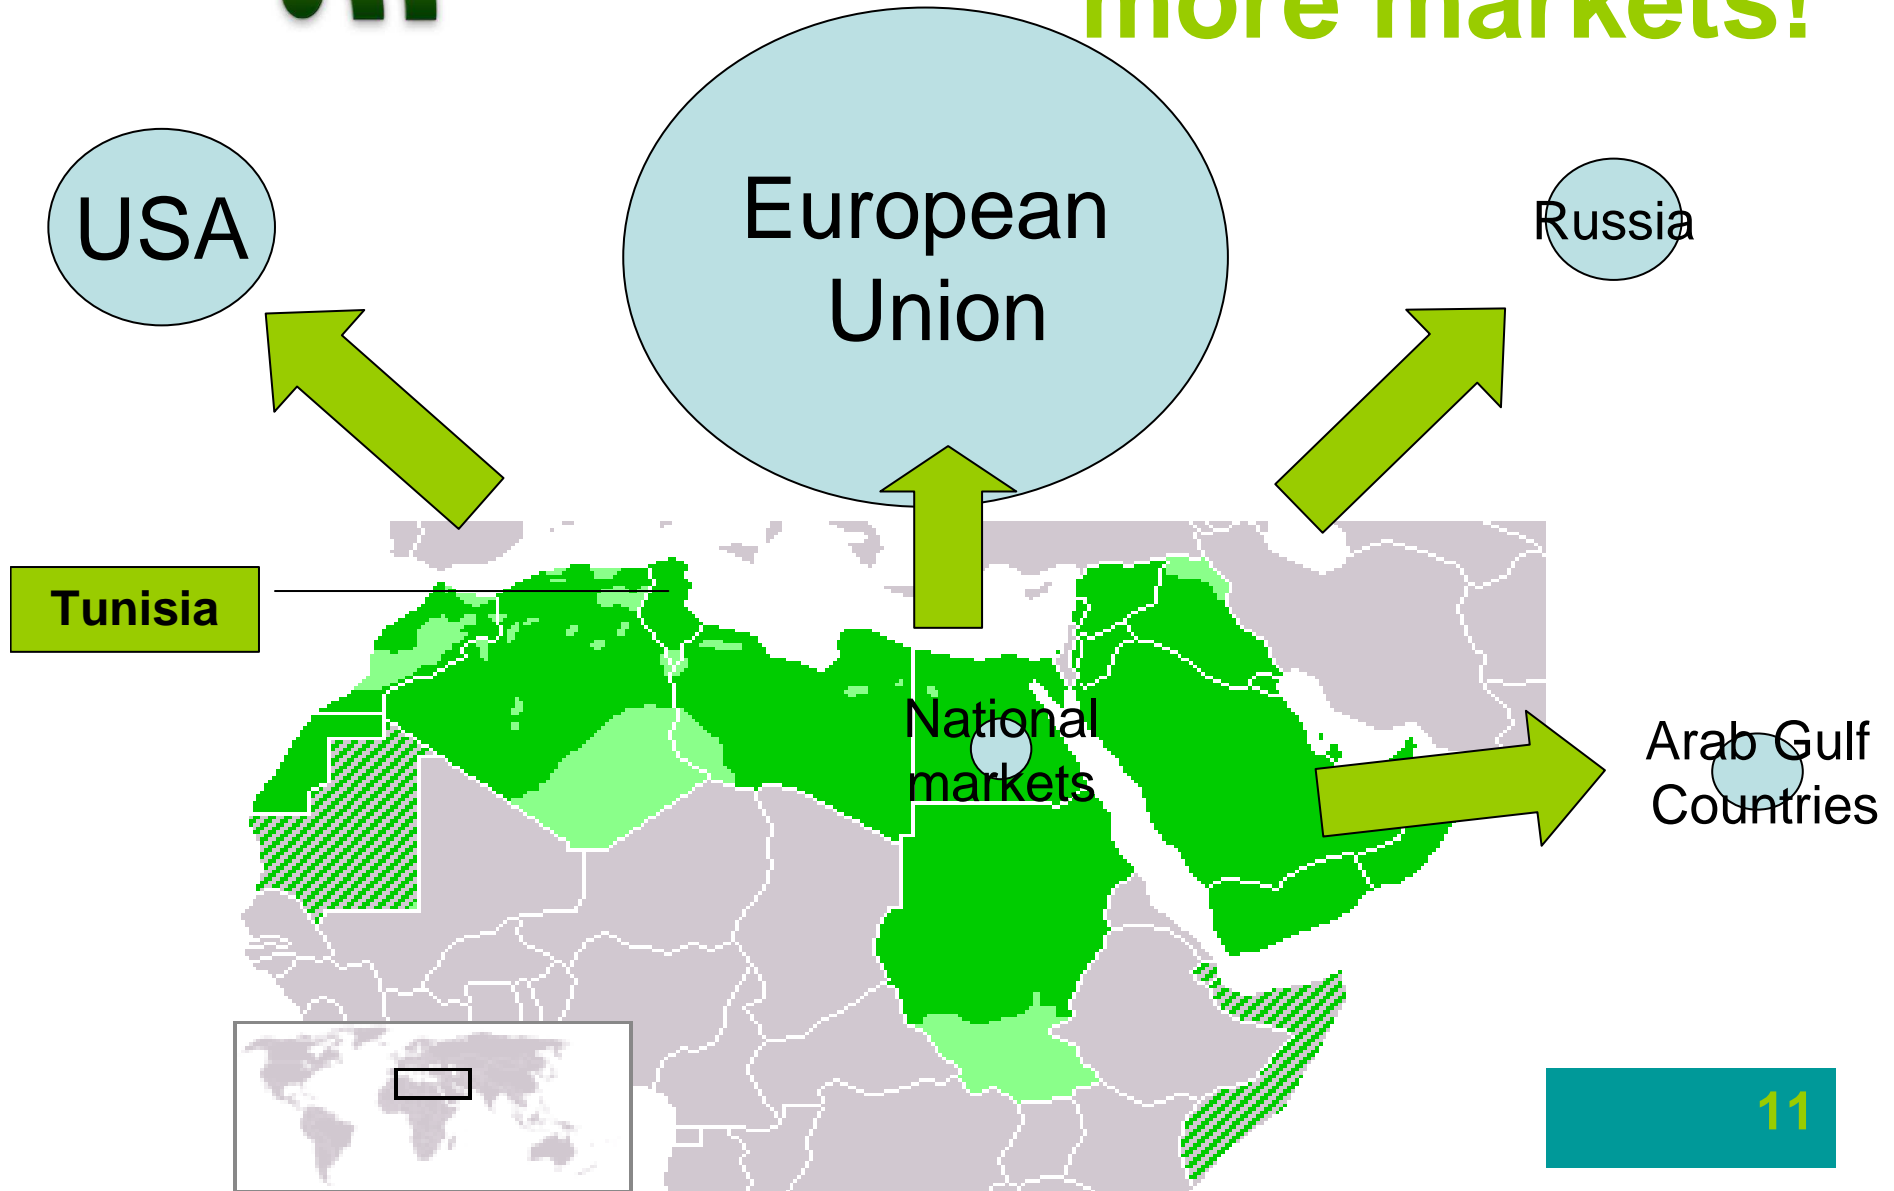 more markets!
USA
European
Union
Russia
Tunisia
National
markets
Arab Gulf
Countries
11